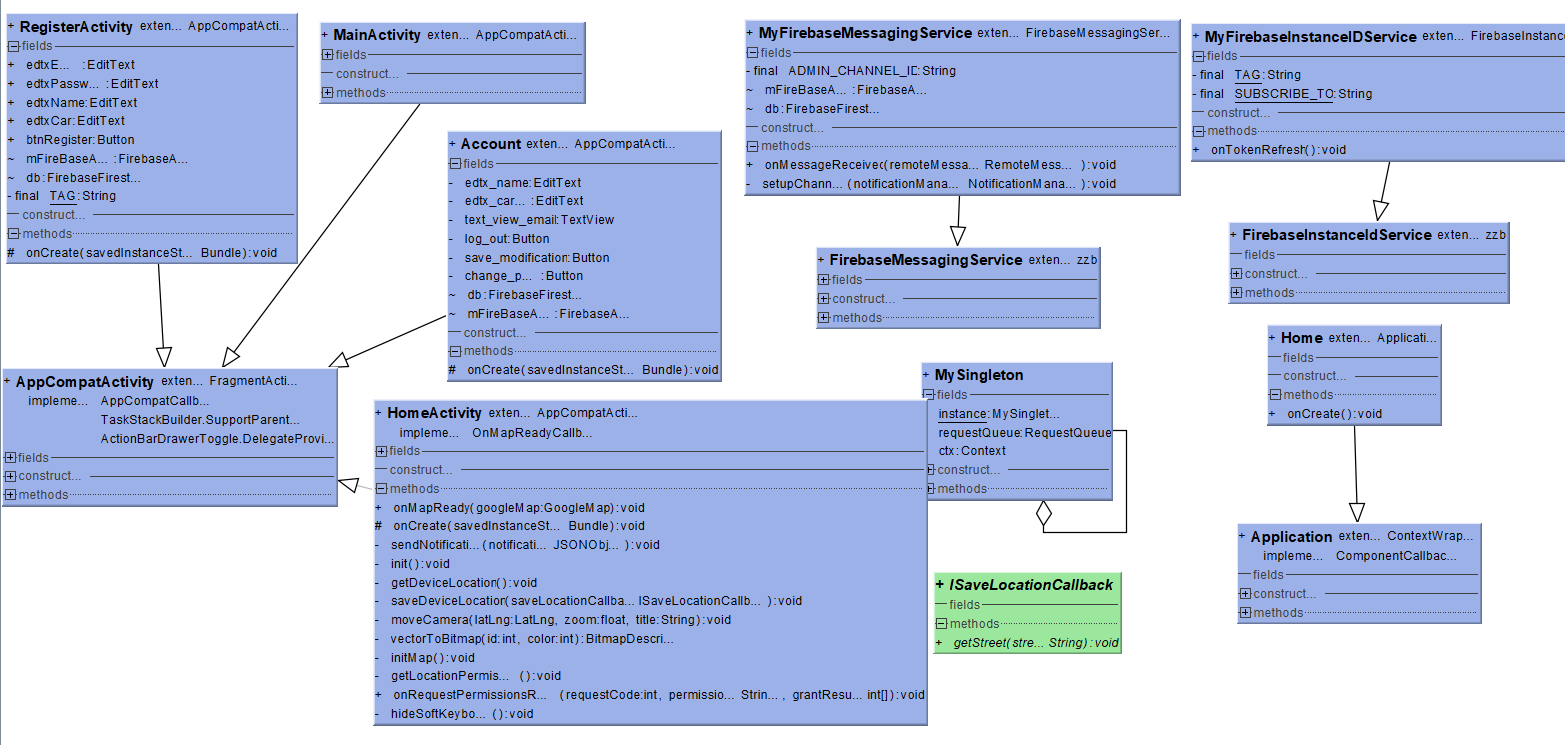 + RegisterActivity exten... AppCompatActi...
fields
+ edtxE... :EditText
+ edtxPassw... :EditText
+ edtxName:EditText
+ edtxCar:EditText
+ btnRegister:Button
~ mFireBaseA... :FirebaseA...
~ db:FirebaseFirest...
- final TAG:String
construct...
methods
# onCreate(savedInstanceSt... Bundle):void
+ MainActivity exten... AppCompatActi...
fields
construct...
methods
+ Account exten... AppCompatActi...
fields
- edtx_name:EditText
- edtx_car... :EditText
- text_view_email:TextView
- log_out:Button
- save_modification:Button
- change_p... :Button
~ db:FirebaseFirest...
~ mFireBaseA... :FirebaseA...
construct...
methods
# onCreate(savedInstanceSt... Bundle):void
+ MyFirebaseMessagingService exten... FirebaseMessagingSer...
fields
- final ADMIN_CHANNEL_ID:String
~ mFireBaseA... :FirebaseA...
~ db:FirebaseFirest...
construct...
methods
+ onMessageReceive(remoteMessa... RemoteMess... ):void
- setupChann... (notificationMana... NotificationMana... ):void
+ MyFirebaseInstanceIDService exten... FirebaseInstance
fields
- final TAG:String
- final SUBSCRIBE_TO:String
construct...
methods
+ onTokenRefresh():void
+ FirebaseMessagingService exten... zzb
fields
construct...
methods
+ FirebaseInstanceIdService exten... zzb
fields
construct...
methods
+ AppCompatActivity exten... FragmentActi...
impleme... AppCompatCallb...
TaskStackBuilder.SupportParent...
ActionBarDrawerToggle.DelegateProvi...
fields
construct...
methods
+ HomeActivity exten... AppCompatActi...
impleme... OnMapReadyCallb...
fields
construct...
methods
+ onMapReady(googleMap:GoogleMap):void
# onCreate(savedInstanceSt... Bundle):void
- sendNotificati... (notificati... JSONObj... ):void
- init():void
- getDeviceLocation():void
- saveDeviceLocation(saveLocationCallba... ISaveLocationCallb... ):void
- moveCamera(latLng:LatLng, zoom:float, title:String):void
- vectorToBitmap(id:int, color:int):BitmapDescri...
- initMap():void
- getLocationPermis... ():void
+ onRequestPermissionsR... (requestCode:int, permissio... Strin... , grantResu... int[]):void
- hideSoftKeybo... ():void
+ MySingleton
fields
instance:MySinglet...
requestQueue:RequestQueue
ctx:Context
construct...
methods
+ ISaveLocationCallback
fields
methods
+ getStreet(stre... String):void
+ Home exten... Applicati...
fields
construct...
methods
+ onCreate():void
+ Application exten... ContextWrap...
impleme... ComponentCallbac...
fields
construct...
methods